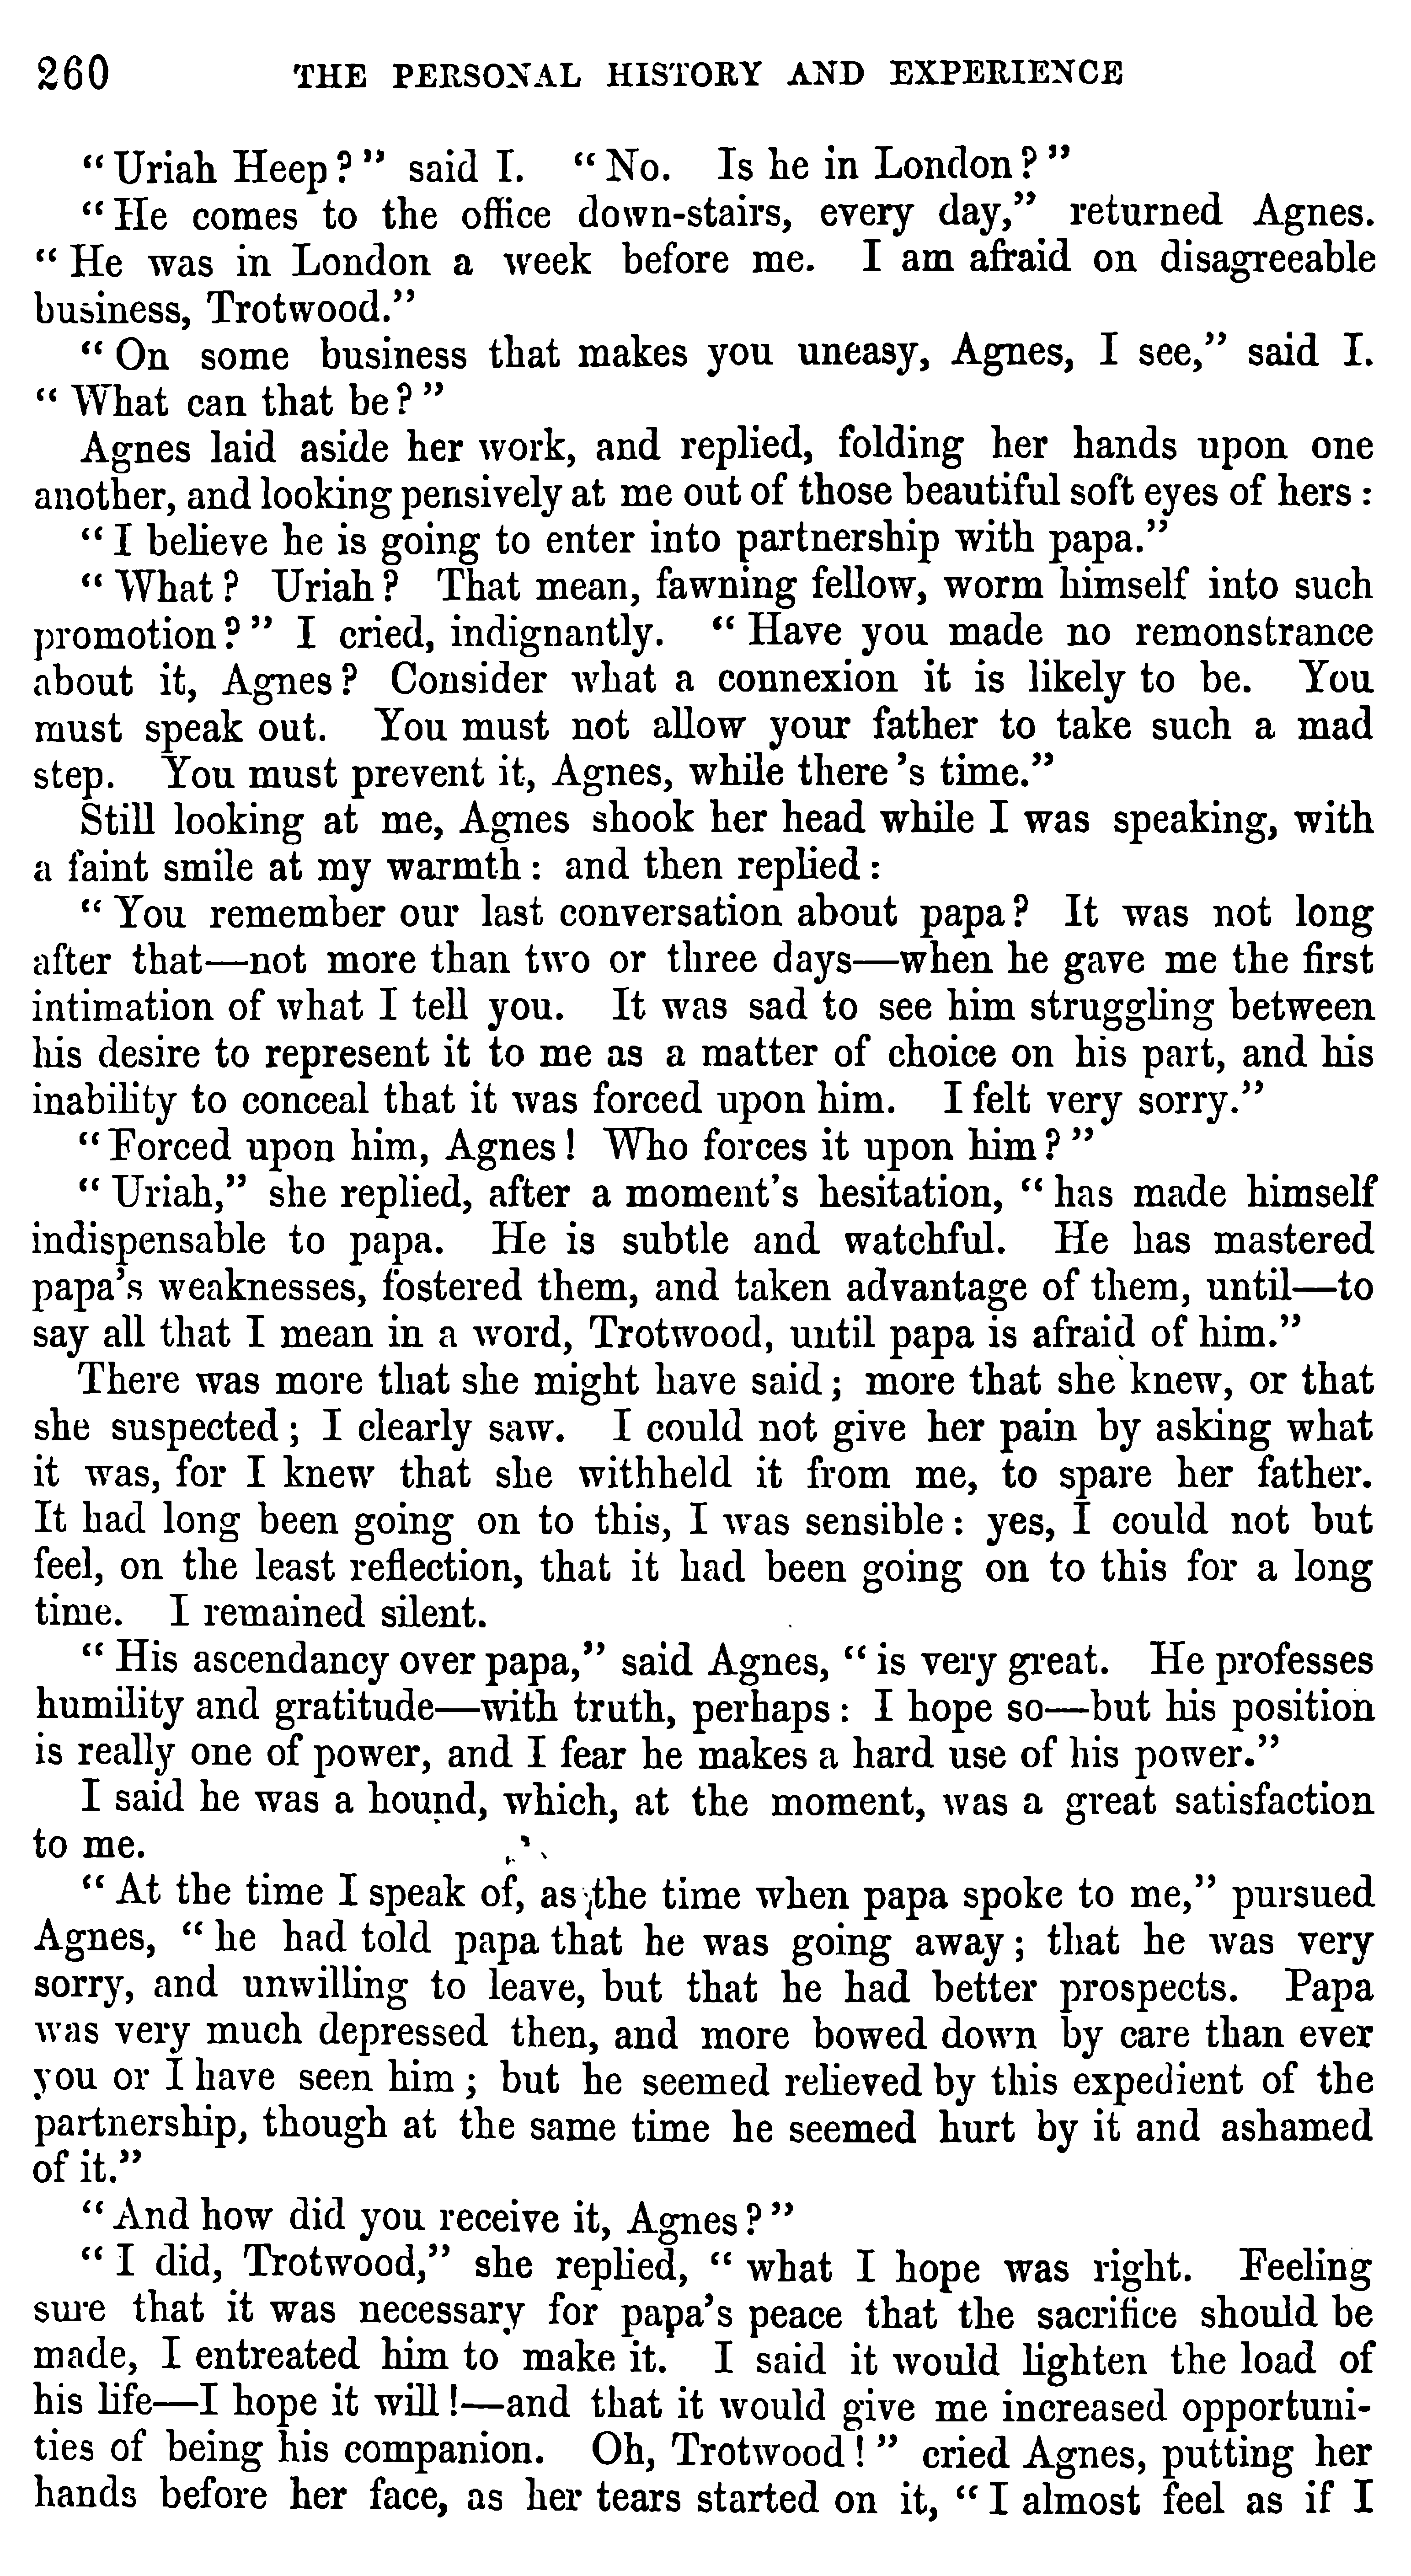 260 THE PERSONAL HISTORY AND EXPERIENCE
“Uriah Heep?” said I. “No. Is he in London?”
“He comes to the office down-stairs, every day,” returned Agnes.
“He was in London a week before me. I am afraid on disagreeable
business, Trotwood.”
“On some business that makes you uneasy, Agnes, I see,” said I.
“What can that be?”
Agnes laid aside her work, and replied, folding her hands upon one
another, and looking pensively at me out of those beautiful soft eyes of hers:
“I believe he is going to enter into partnership with papa.”
“What? Uriah? That mean, fawning fellow, worm himself into such
promotion?” I cried, indignantly. “Have you made no remonstrance
about it, Agnes? Consider what a connexion it is likely to be. You
must speak out. You must not allow your father to take such a mad
step. You must prevent it, Agnes, while there's time.”
Still looking at me, Agnes shook her head while I was speaking, with
a faint smile at my warmth: and then replied:
“You remember our last conversation about papa? It was not long
after that—not more than two or three days—when he gave me the first
intimation of what I tell you. It was sad to see him struggling between
his desire to represent it to me as a matter of choice on his part, and his
inability to conceal that it was forced upon him. I felt very sorry.”
“Forced upon him, Agnes! Who forces it upon him?”
“Uriah,” she replied, after a moment's hesitation, “has made himself
indispensable to papa. He is subtle and watchful. He has mastered
papa's weaknesses, fostered them, and taken advantage of them, until—to
say all that I mean in a word, Trotwood, until papa is afraid of him.”
There was more that she might have said; more that she knew, or that
she suspected; I clearly saw. I could not give her pain by asking what
it was, for I knew that she withheld it from me, to spare her father.
It had long been going on to this, I was sensible: yes, I could not but
feel, on the least reflection, that it had been going on to this for a long
time. I remained silent.
“His ascendancy over papa,” said Agnes, “is very great. He professes
humility and gratitude—with truth, perhaps: I hope so—but his position
is really one of power, and I fear he makes a hard use of his power.”
I said he was a hound, which, at the moment, was a great satisfaction
to me.
“At the time I speak of, as the time when papa spoke to me,” pursued
Agnes, “he had told papa that he was going away; that he was very
sorry, and unwilling to leave, but that he had better prospects. Papa
was very much depressed then, and more bowed down by care than ever
you or I have seen him; but he seemed relieved by this expedient of the
partnership, though at the same time he seemed hurt by it and ashamed
of it.”
“And how did you receive it, Agnes?”
“I did, Trotwood,” she replied, “what I hope was right. Feeling
sure that it was necessary for papa's peace that the sacrifice should be
made, I entreated him to make it. I said it would lighten the load of
his life—I hope it will!—and that it would give me increased opportuni-
ties of being his companion. Oh, Trotwood!” cried Agnes, putting her
hands before her face, as her tears started on it, “I almost feel as if I